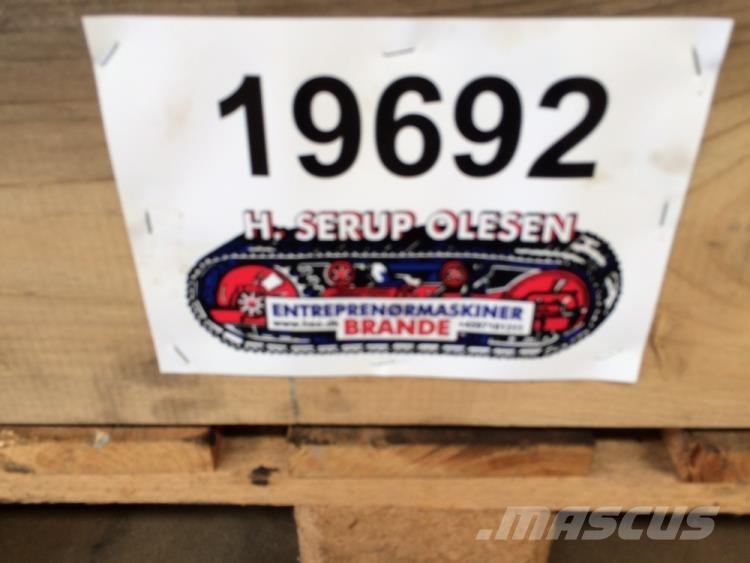 19692
H. SERUP OLESEN
ENTREPRENØRMASKINER
BRANDE
.MASCUS